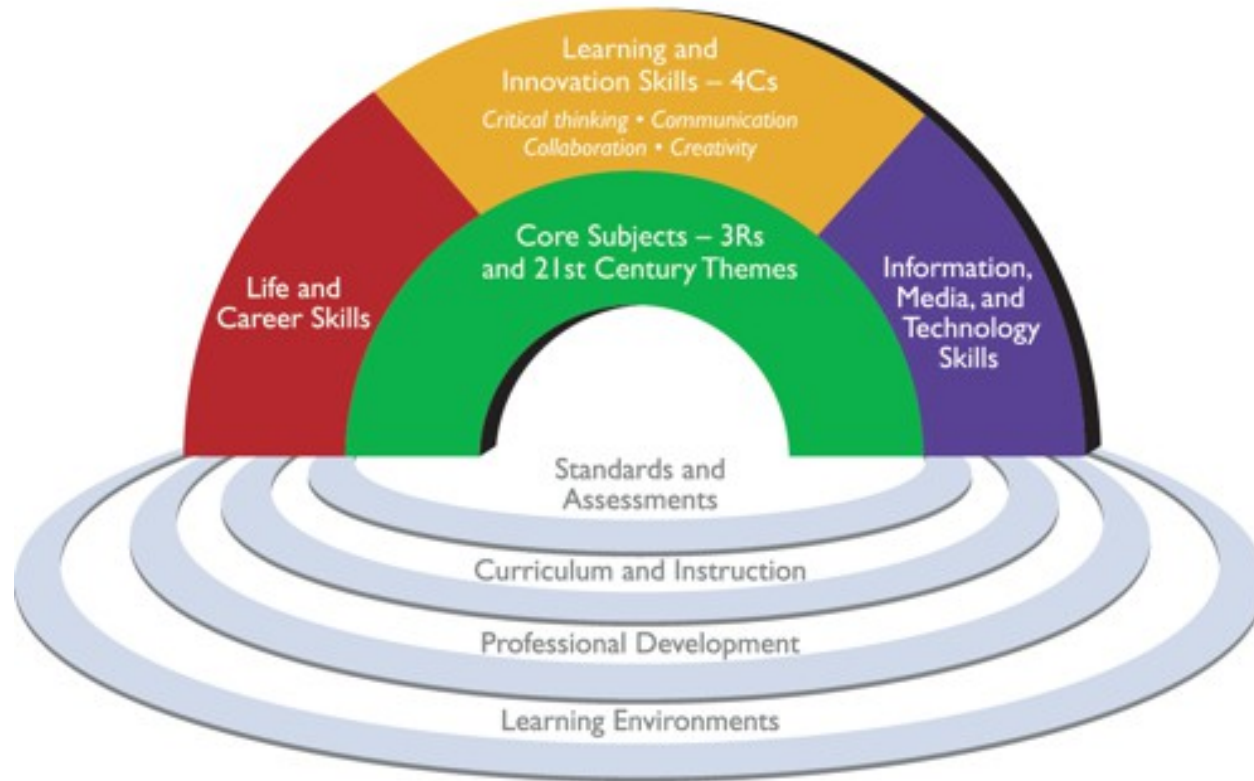 Learning and
Innovation Skills – 4Cs
Critical thinking • Communication
Collaboration • Creativity
Core Subjects – 3Rs
and 21st Century Themes
Life and
Career Skills
Information,
Media, and
Technology
Skills
Standards and
Assessments
Curriculum and Instruction
Professional Development
Learning Environments